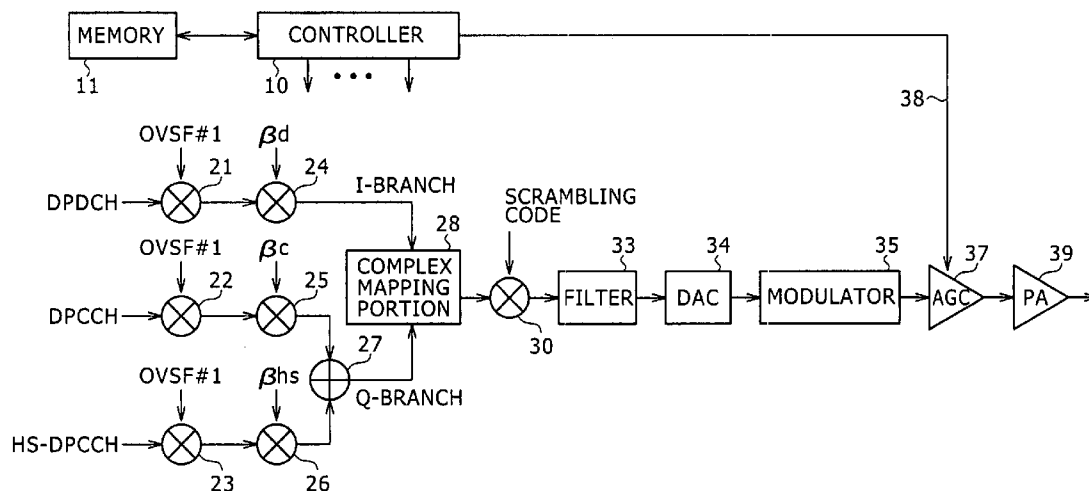 MEMORY
CONTROLLER
11
10
38
OVSF#1
βd
21
24
I-BRANCH
DPDCH
SCRAMBLING
CODE
28
OVSF#1
βc
COMPLEX
MAPPING
PORTION
33
34
35
37
39
22
25
FILTER
DAC
MODULATOR
AGC
PA
DPCCH
30
27
OVSF#1
βhs
Q-BRANCH
HS-DPCCH
23
26